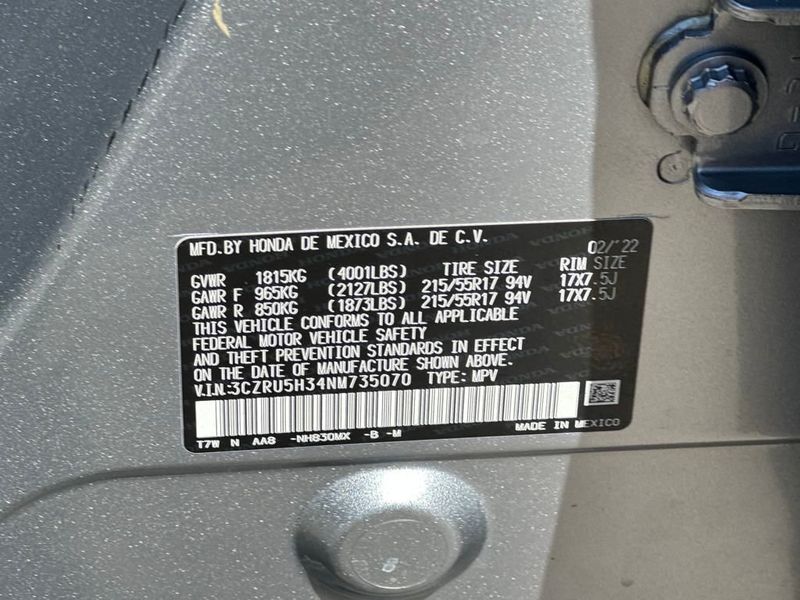 MFD.BY HONDA DE MEXICO S.A. DE C.V. 02/'22
GVWR 1815KG (4001LBS) TIRE SIZE RIM SIZE
GAWR F 965KG (2127LBS) 215/55R17 94V 17X7.5J
GAWR R 850KG (1873LBS) 215/55R17 94V 17X7.5J
THIS VEHICLE CONFORMS TO ALL APPLICABLE
FEDERAL MOTOR VEHICLE SAFETY
AND THEFT PREVENTION STANDARDS IN EFFECT
ON THE DATE OF MANUFACTURE SHOWN ABOVE.
V.I.N.:3CZRU5H34NM735070 TYPE: MPV
T7W N AA8 -NH830MX -B -M MADE IN MEXICO